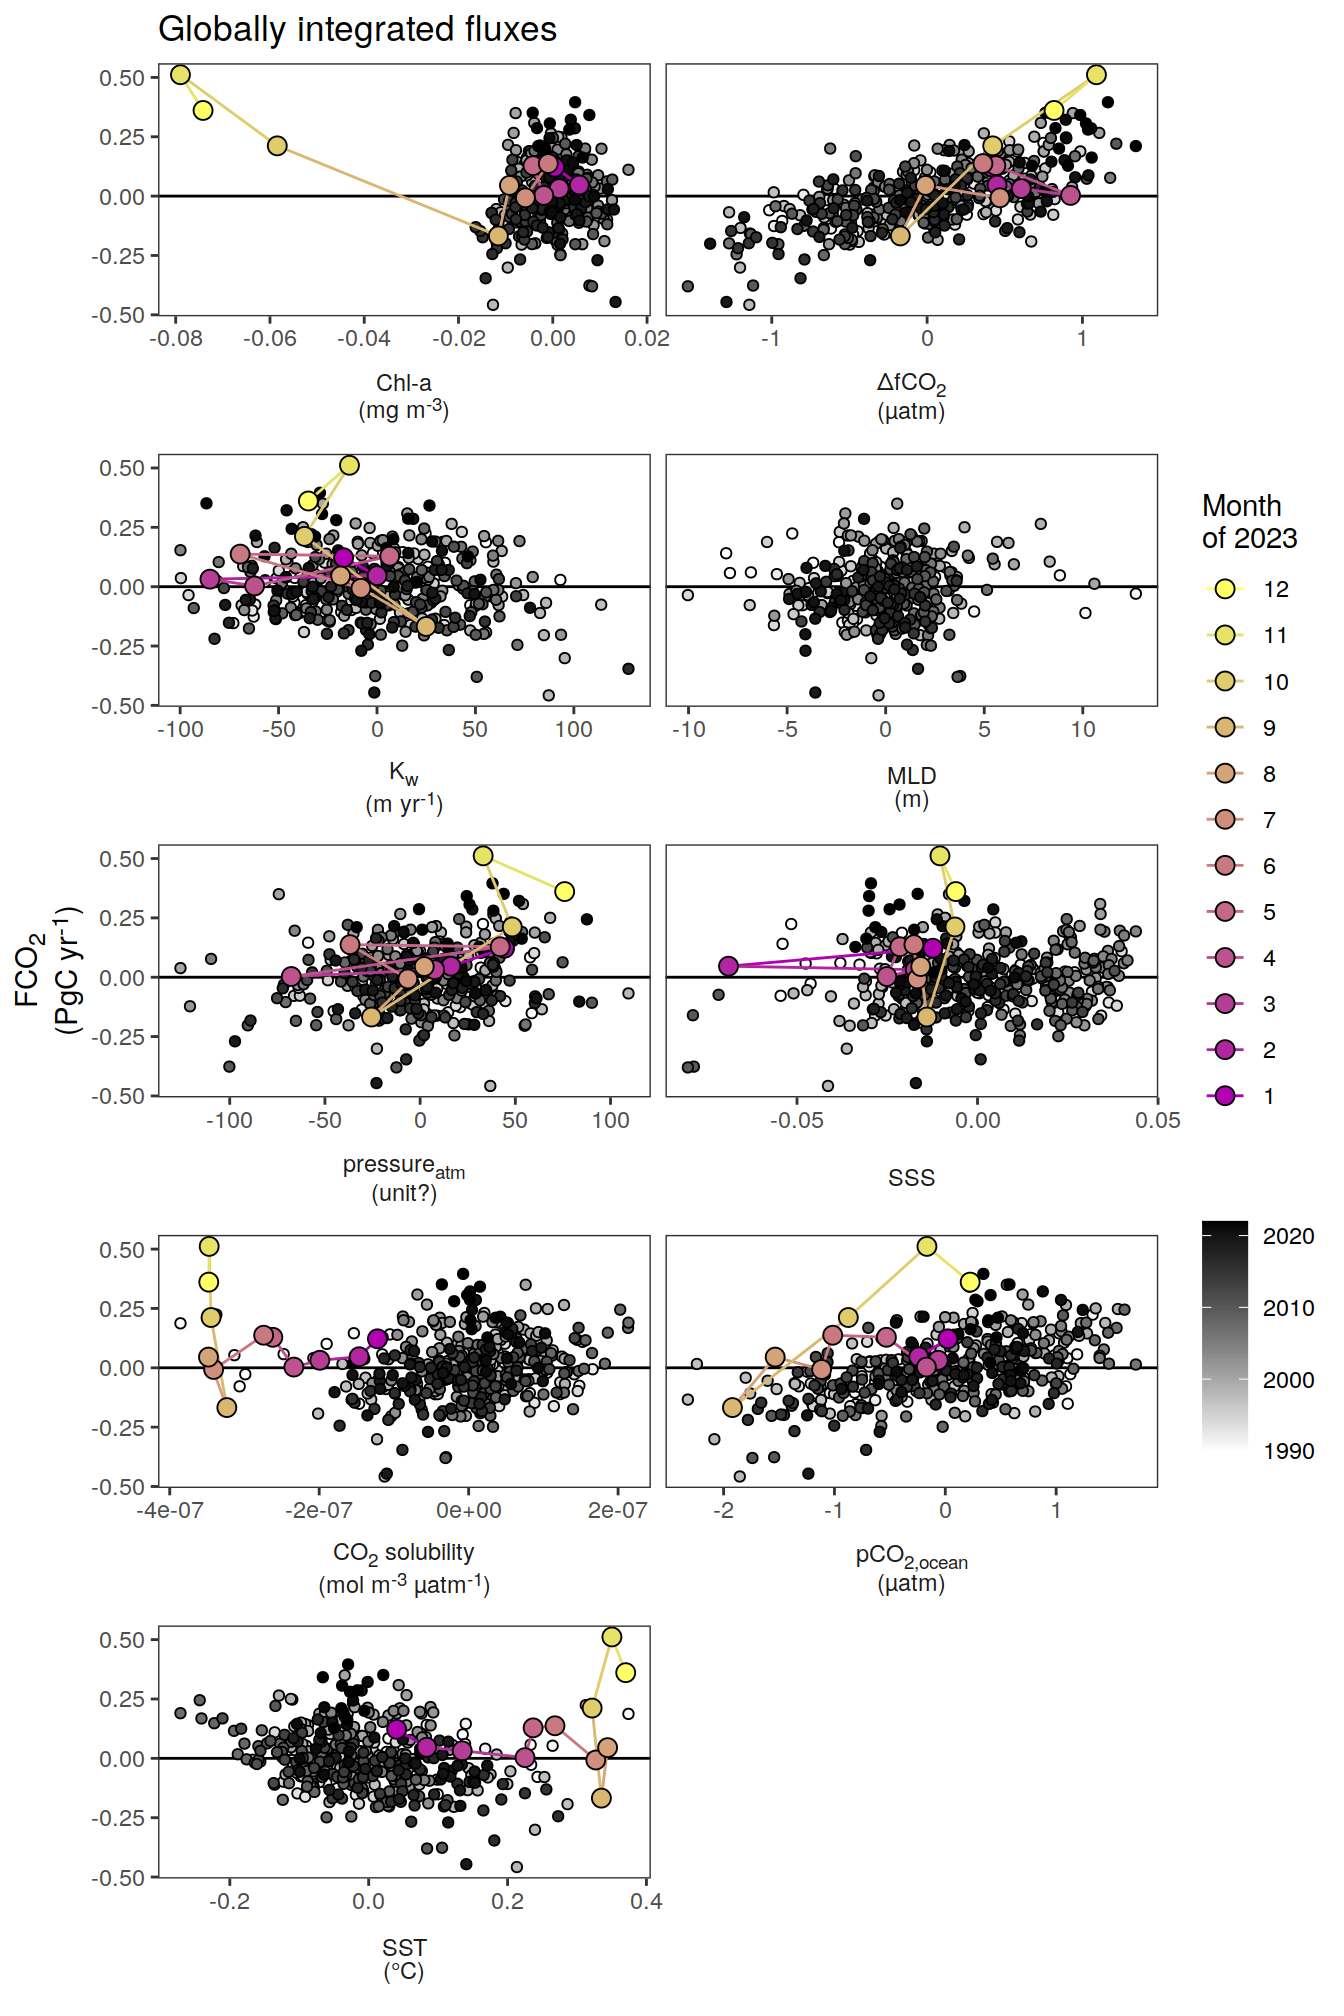 Globally integrated fluxes
0.50
0.25
0.00
-0.25
-0.50
-0.08 -0.06 -0.04 -0.02 0.00 0.02
-1 0 1
Chl-a
(mg m-3)
ΔfCO2
(µatm)
0.50
0.25
0.00
-0.25
-0.50
-100 -50 0 50 100
-10 -5 0 5 10
Kw
(m yr-1)
MLD
(m)
Month
of 2023
12
11
10
9
8
7
6
5
4
3
2
1
FCO2
(PgC yr-1)
0.50
0.25
0.00
-0.25
-0.50
-100 -50 0 50 100
-0.05 0.00 0.05
pressureatm
(unit?)
SSS
2020
2010
2000
1990
0.50
0.25
0.00
-0.25
-0.50
-4e-07 -2e-07 0e+00 2e-07
-2 -1 0 1
CO2 solubility
(mol m-3 µatm-1)
pCO2,ocean
(µatm)
0.50
0.25
0.00
-0.25
-0.50
-0.2 0.0 0.2 0.4
SST
(°C)